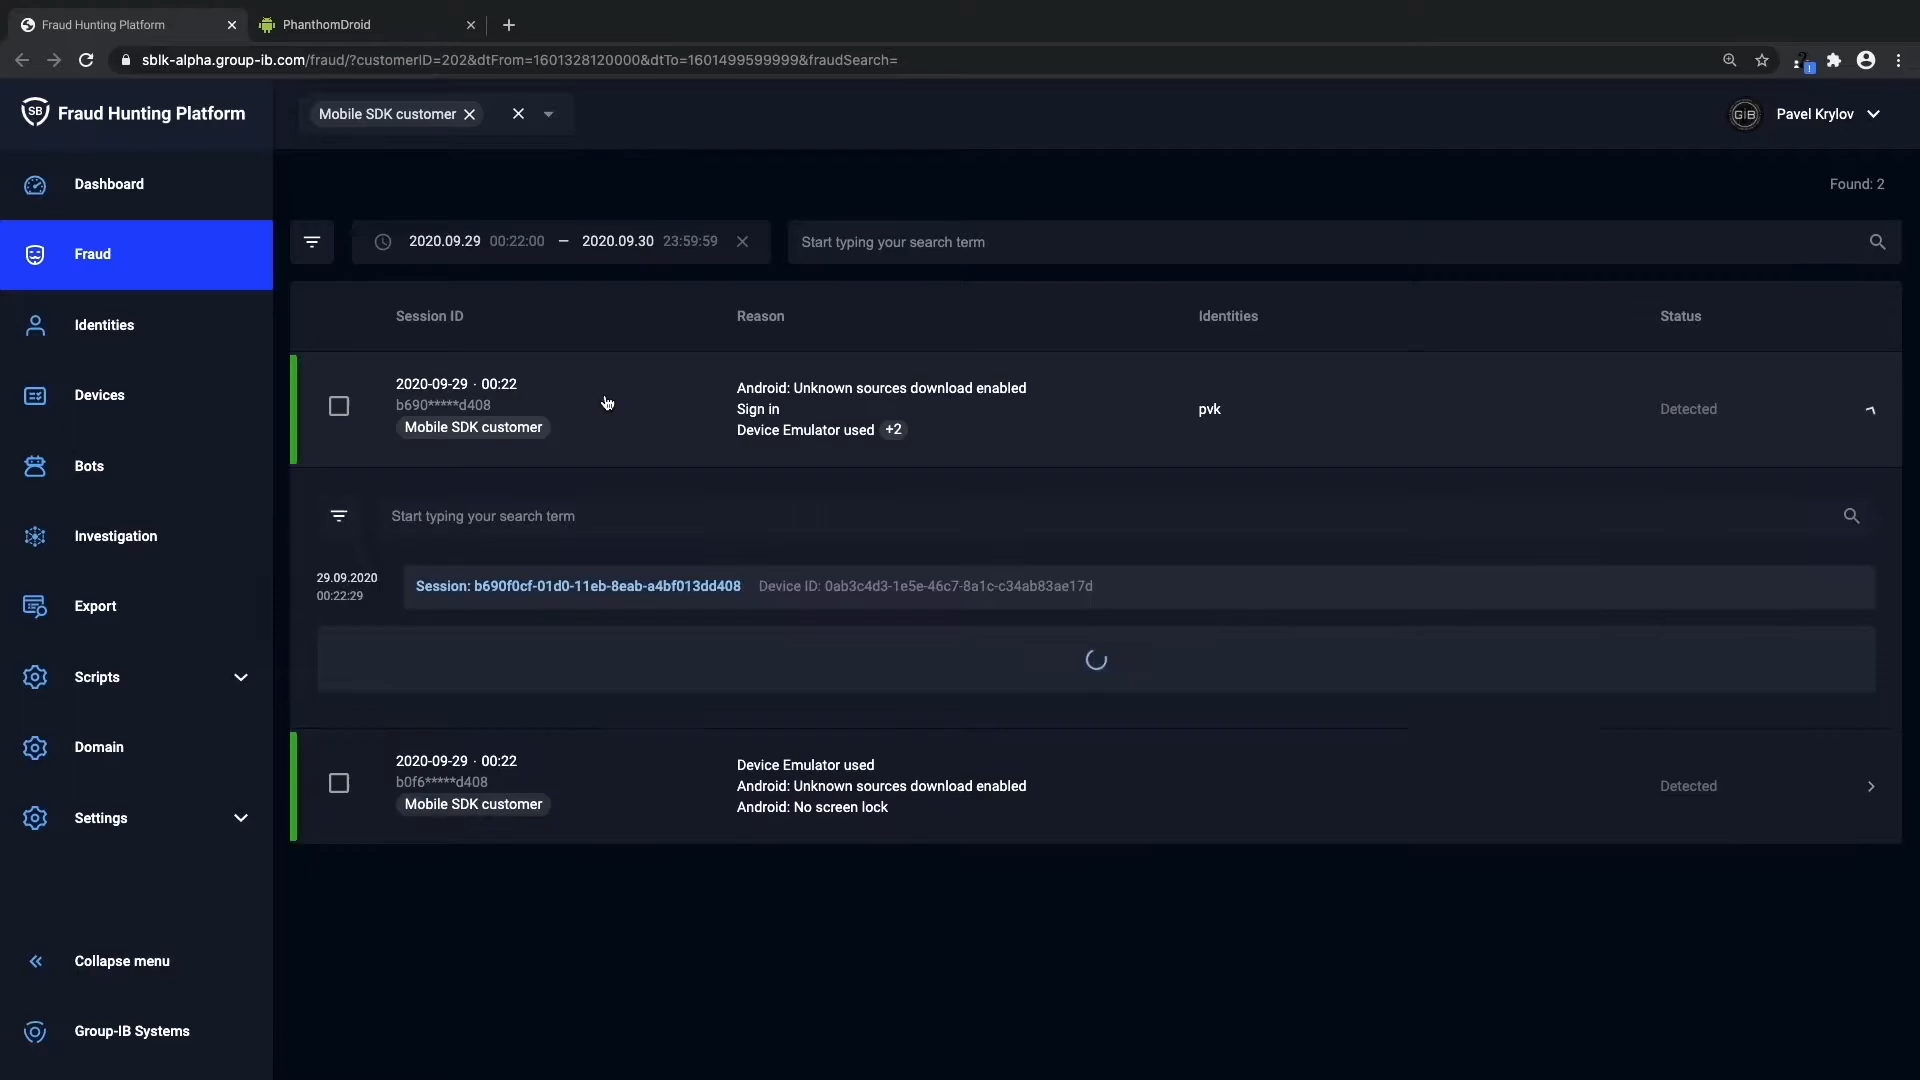 Fraud Hunting Platform
PhanthomDroid
sblk-alpha.group-ib.com/fraud/?customerID=202&dtFrom=1601328120000&dtTo=1601499599999&fraudSearch=
SB Fraud Hunting Platform
Mobile SDK customer
GIB
Pavel Krylov
Dashboard
Fraud
Identities
Devices
Bots
Investigation
Export
Scripts
Domain
Settings
Collapse menu
Group-IB Systems
Found: 2
2020.09.29 00:22:00 – 2020.09.30 23:59:59
Start typing your search term
Session ID Reason Identities Status
2020-09-29 · 00:22
b690*****d408
Mobile SDK customer
Android: Unknown sources download enabled
Sign in
Device Emulator used +2
pvk
Detected
Start typing your search term
29.09.2020
00:22:29
Session: b690f0cf-01d0-11eb-8eab-a4bf013dd408 Device ID: 0ab3c4d3-1e5e-46c7-8a1c-c34ab83ae17d
2020-09-29 · 00:22
b0f6*****d408
Mobile SDK customer
Device Emulator used
Android: Unknown sources download enabled
Android: No screen lock
Detected